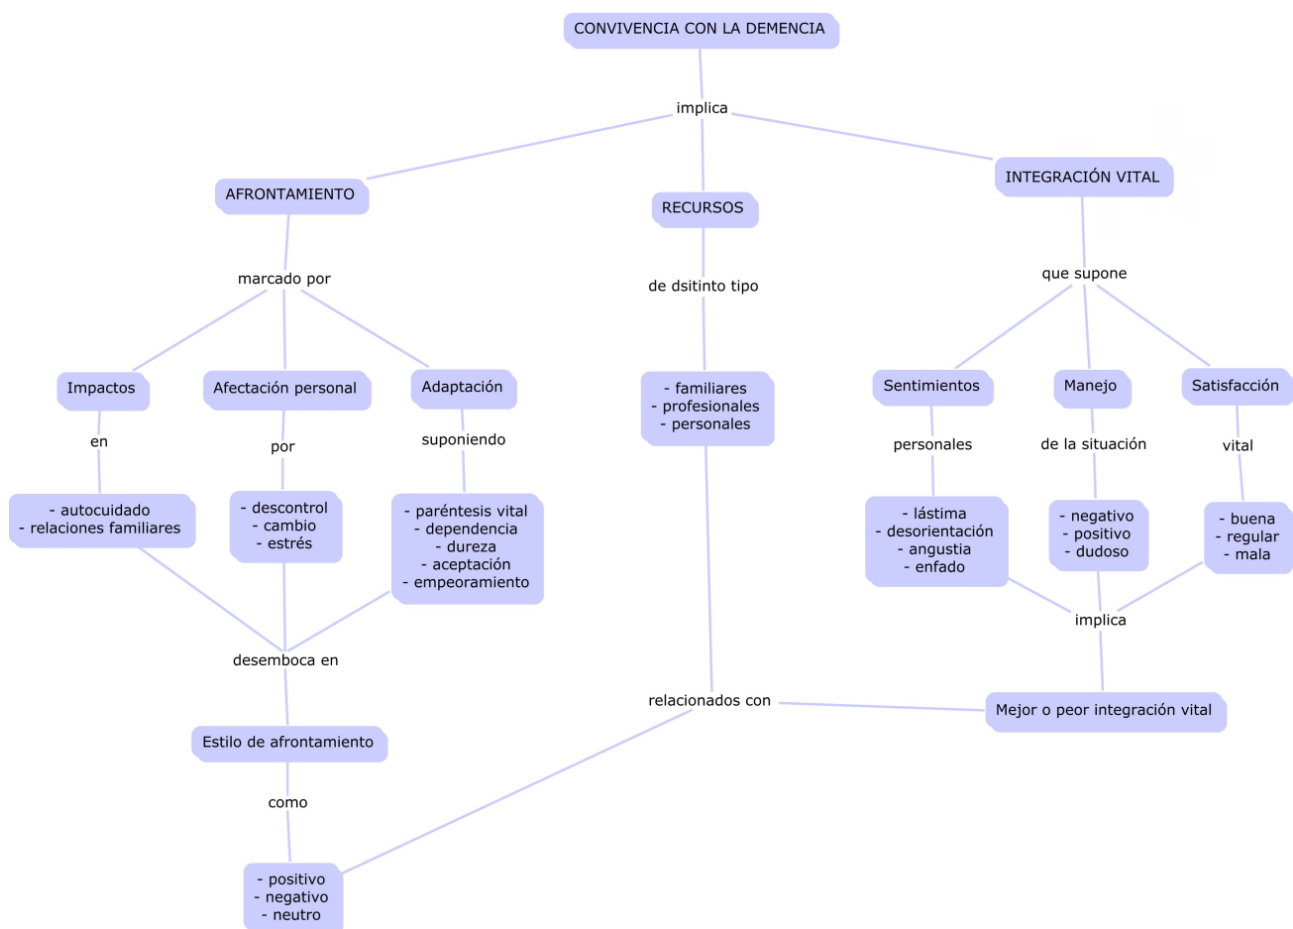 CONVIVENCIA CON LA DEMENCIA
implica
AFRONTAMIENTO
RECURSOS
INTEGRACIÓN VITAL
marcado por
de dsitinto tipo
que supone
Impactos
Afectación personal
Adaptación
- familiares
- profesionales
- personales
Sentimientos
Manejo
Satisfacción
en
por
suponiendo
personales
de la situación
vital
- autocuidado
- relaciones familiares
- descontrol
- cambio
- estrés
- paréntesis vital
- dependencia
- dureza
- aceptación
- empeoramiento
- lástima
- desorientación
- angustia
- enfado
- negativo
- positivo
- dudoso
- buena
- regular
- mala
desemboca en
implica
relacionados con
Mejor o peor integración vital
Estilo de afrontamiento
como
- positivo
- negativo
- neutro